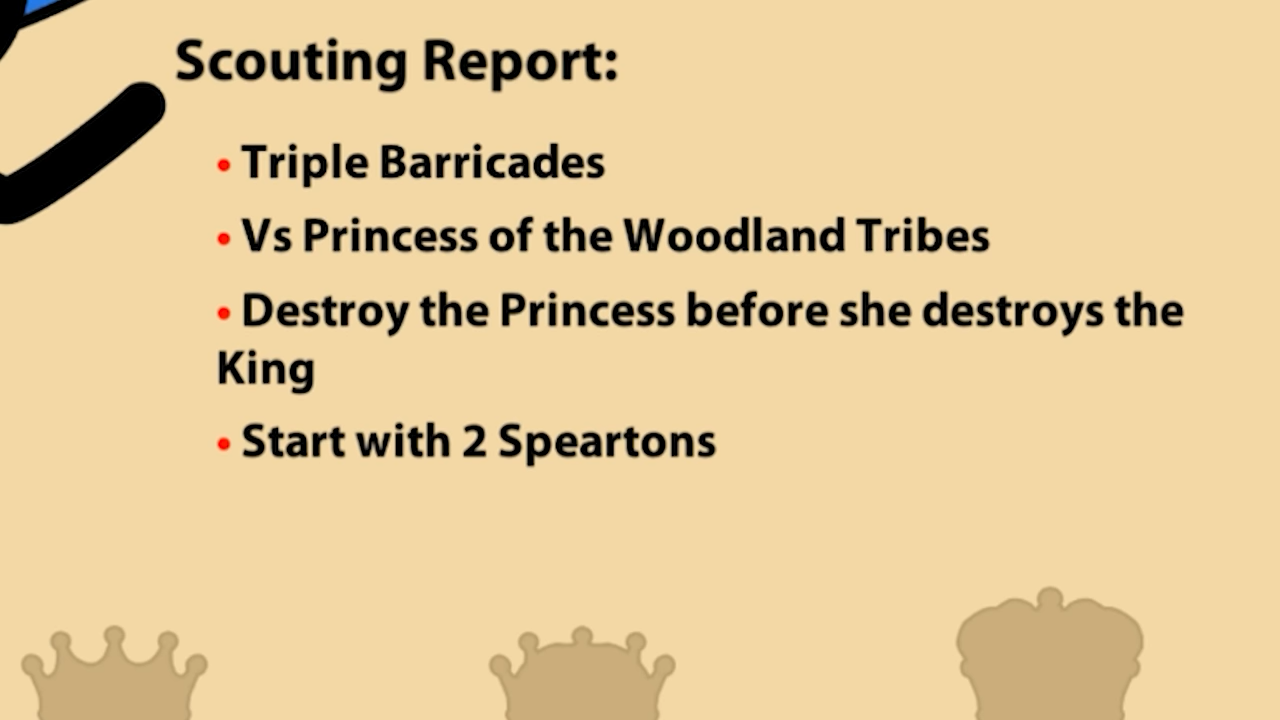 Scouting Report:
• Triple Barricades
• Vs Princess of the Woodland Tribes
• Destroy the Princess before she destroys the
King
• Start with 2 Speartons